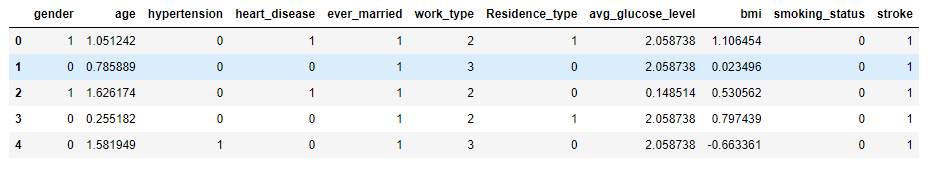 gender age hypertension heart_disease ever_married work_type Residence_type avg_glucose_level bmi smoking_status stroke
0 1 1.051242 0 1 1 2 1 2.058738 1.106454 0 1
1 0 0.785889 0 0 1 3 0 2.058738 0.023496 0 1
2 1 1.626174 0 1 1 2 0 0.148514 0.530562 0 1
3 0 0.255182 0 0 1 2 1 2.058738 0.797439 0 1
4 0 1.581949 1 0 1 3 0 2.058738 -0.663361 0 1